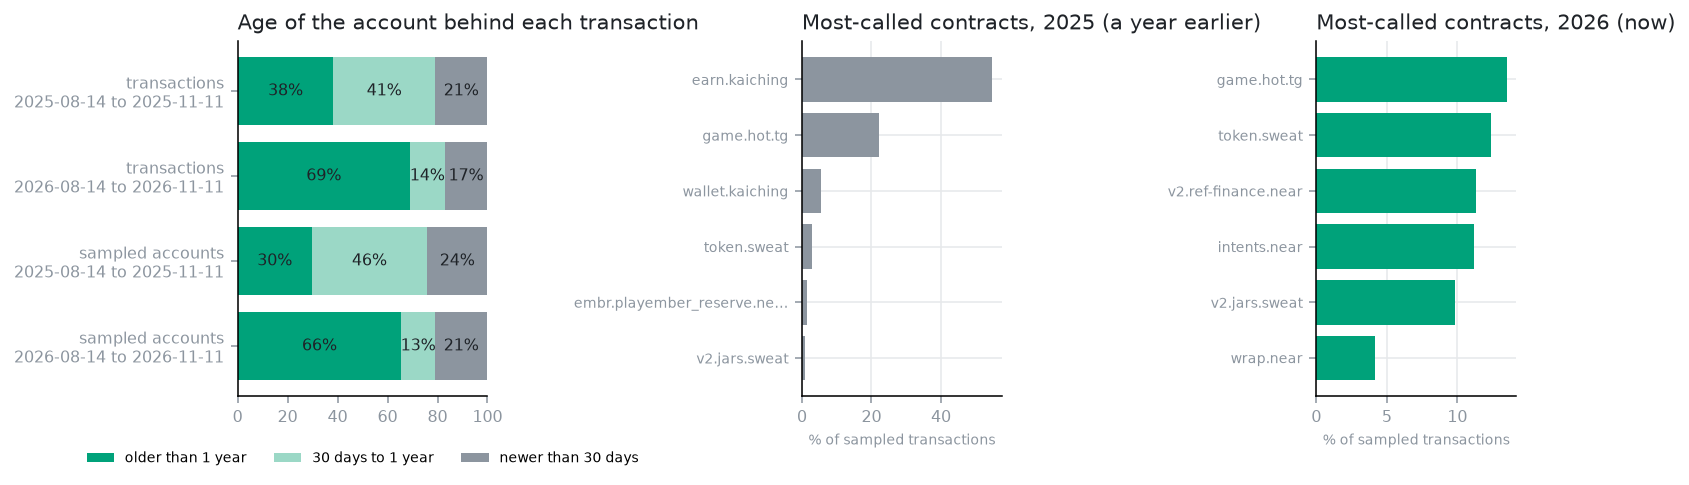 Age of the account behind each transaction
transactions
2025-08-14 to 2025-11-11
38%
41%
21%
transactions
2026-08-14 to 2026-11-11
69%
14%
17%
sampled accounts
2025-08-14 to 2025-11-11
30%
46%
24%
sampled accounts
2026-08-14 to 2026-11-11
66%
13%
21%
0 20 40 60 80 100
older than 1 year
30 days to 1 year
newer than 30 days
Most-called contracts, 2025 (a year earlier)
earn.kaiching
game.hot.tg
wallet.kaiching
token.sweat
embr.playember_reserve.ne...
v2.jars.sweat
0 20 40
% of sampled transactions
Most-called contracts, 2026 (now)
game.hot.tg
token.sweat
v2.ref-finance.near
intents.near
v2.jars.sweat
wrap.near
0 5 10
% of sampled transactions